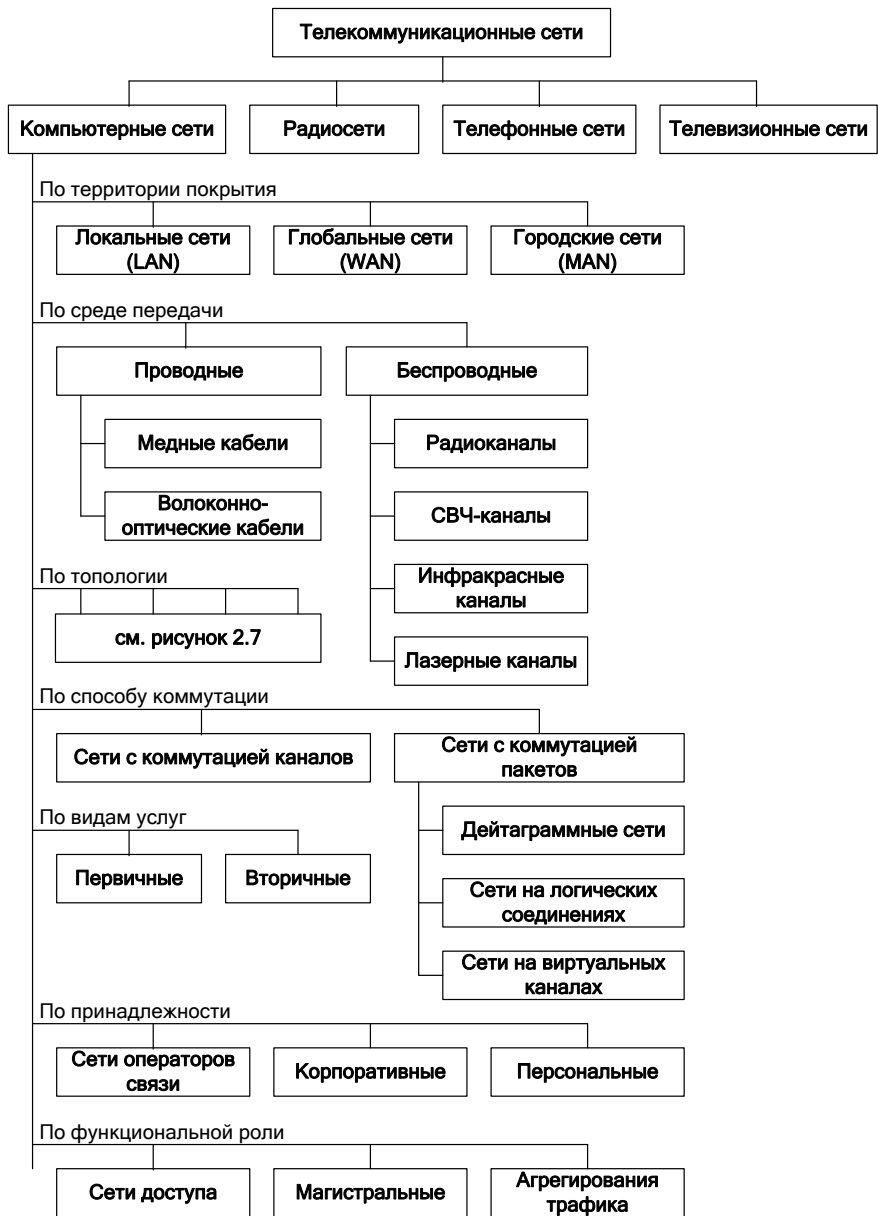 Телекоммуникационные сети
Компьютерные сети
Радиосети
Телефонные сети
Телевизионные сети
По территории покрытия
Локальные сети
(LAN)
Глобальные сети
(WAN)
Городские сети
(MAN)
По среде передачи
Проводные
Беспроводные
Медные кабели
Радиоканалы
Волоконно-
оптические кабели
СВЧ-каналы
По топологии
Инфракрасные
каналы
см. рисунок 2.7
Лазерные каналы
По способу коммутации
Сети с коммутацией каналов
Сети с коммутацией
пакетов
По видам услуг
Дейтаграммные сети
Первичные
Вторичные
Сети на логических
соединениях
Сети на виртуальных
каналах
По принадлежности
Сети операторов
связи
Корпоративные
Персональные
По функциональной роли
Сети доступа
Магистральные
Агрегирования
трафика